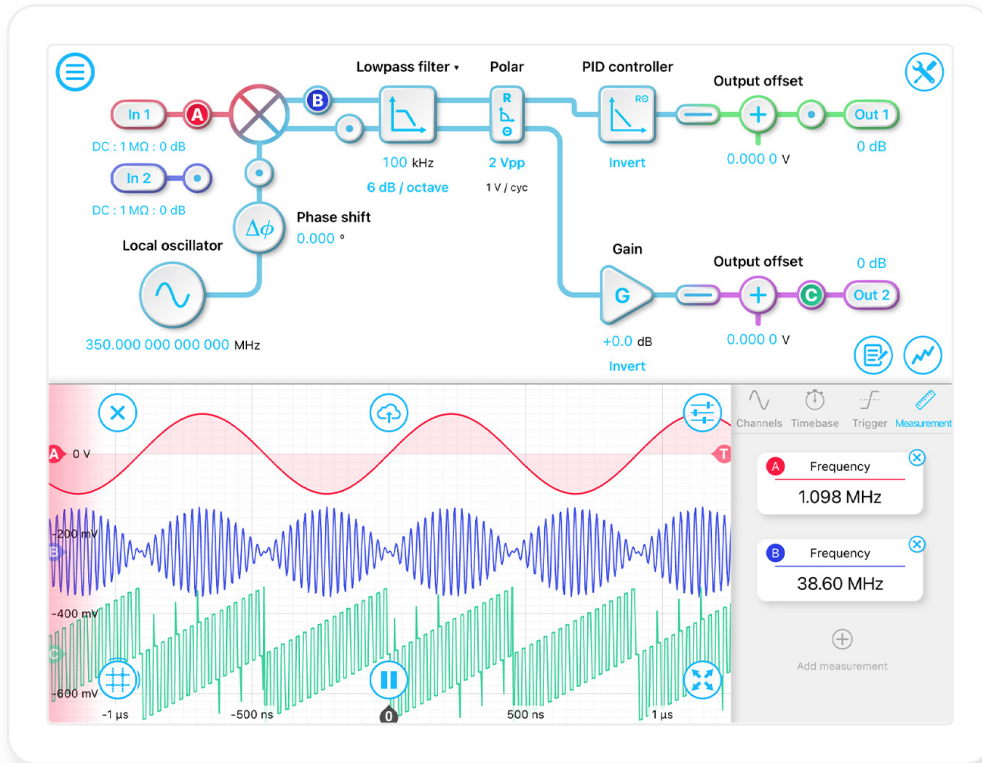 Lowpass filter ▾
Polar
PID controller
Output offset
In 1
A
B
R
Θ
RΘ
Out 1
DC : 1 MΩ : 0 dB
100 kHz
2 Vpp
Invert
0.000 0 V
0 dB
In 2
6 dB / octave
1 V / cyc
DC : 1 MΩ : 0 dB
Δϕ
Phase shift
0.000 °
Local oscillator
Gain
Output offset
0 dB
G
C
Out 2
350.000 000 000 000 MHz
+0.0 dB
0.000 0 V
Invert
Channels
Timebase
Trigger
Measurement
A
0 V
T
A Frequency
1.098 MHz
-200 mV
B
B Frequency
38.60 MHz
-400 mV
C
Add measurement
-600 mV
-1 µs
-500 ns
0
500 ns
1 µs